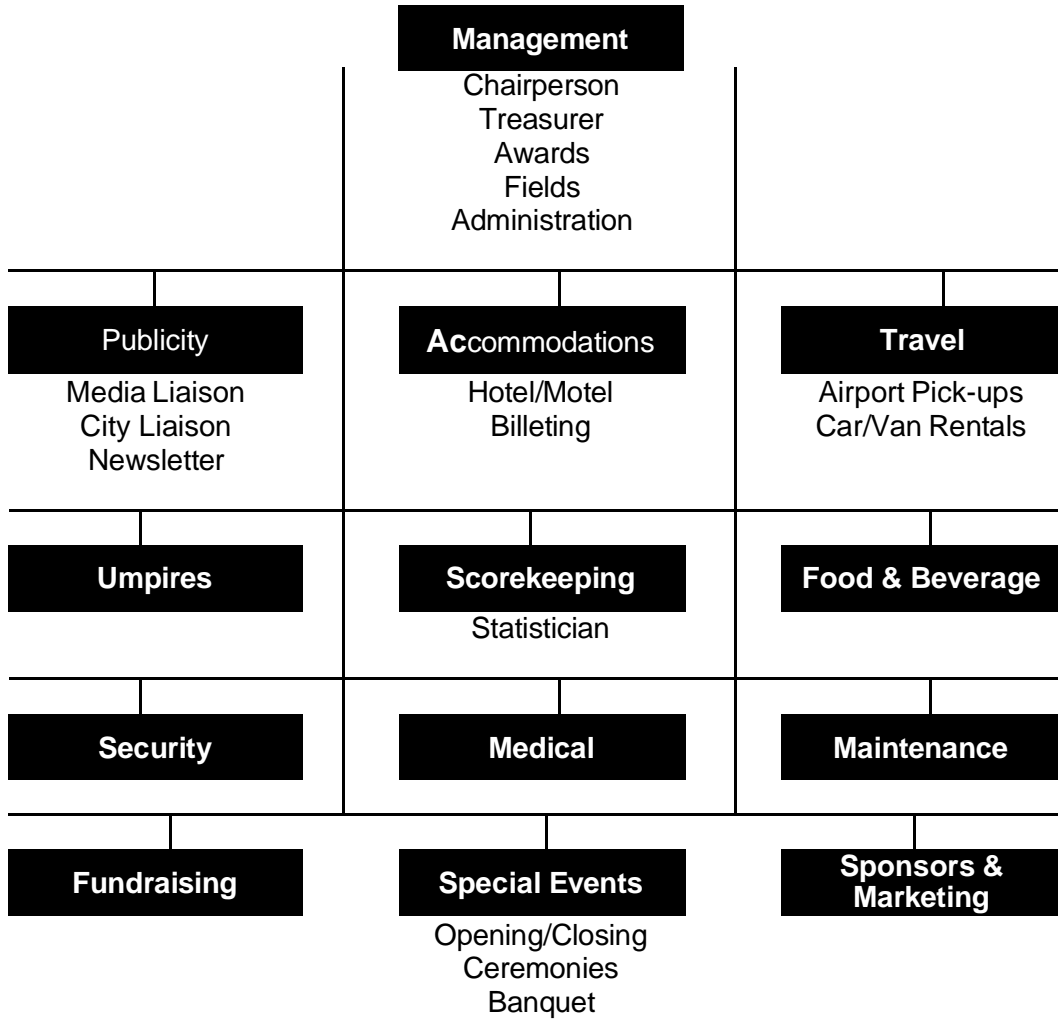 Management
Chairperson
Treasurer
Awards
Fields
Administration
Publicity
Media Liaison
City Liaison
Newsletter
Accommodations
Hotel/Motel
Billeting
Travel
Airport Pick-ups
Car/Van Rentals
Umpires
Scorekeeping
Statistician
Food & Beverage
Security
Medical
Maintenance
Fundraising
Special Events
Opening/Closing
Ceremonies
Banquet
Sponsors &
Marketing